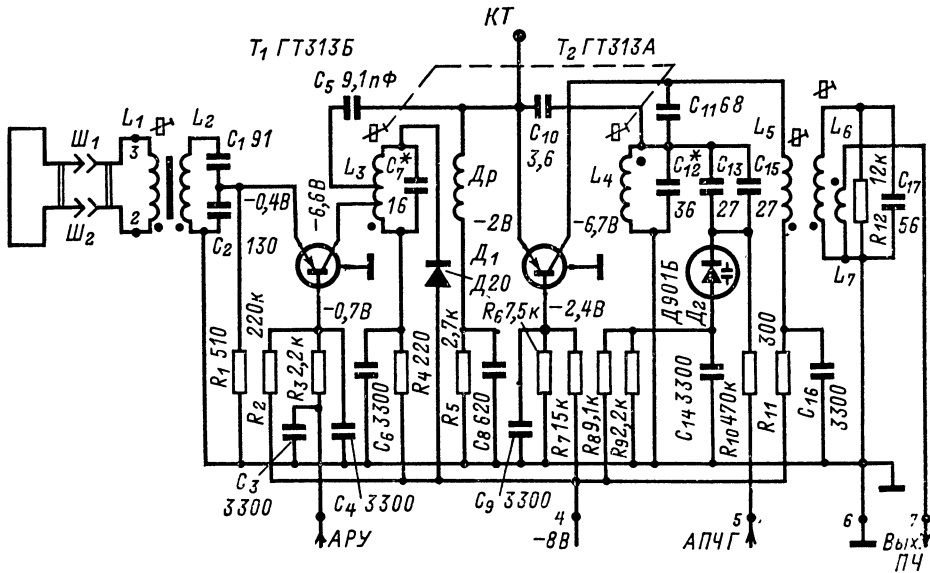 КТ
T₁ ГТ313Б
T₂ ГТ313А
C₅ 9,1пФ
L₁
L₂
C₁ 91
Ш₁
Ш₂
3
2
C₂
130
-0,4В
-6,6В
L₃
C₇*
16
Др
C₁₀
3,6
C₁₁ 68
L₄
C₁₂*
36
C₁₃
27
C₁₅
27
L₅
L₆
12к
R₁₂
C₁₇
56
L₇
-2В
-6,7В
Д₁
Д20
Д901Б
Д₂
-0,7В
-2,4В
R₁ 510
220к
R₂
R₃ 2,2к
C₆ 3300
R₄ 220
2,7к
R₅
C₈ 620
R₆ 7,5к
R₇ 15к
R₈ 9,1к
R₉ 2,2к
C₁₄ 3300
R₁₀ 470к
300
R₁₁
C₁₆
3300
C₃
3300
C₄ 3300
C₉ 3300
АРУ
4
-8В
АПЧГ
5
6
7
Вых.
ПЧ